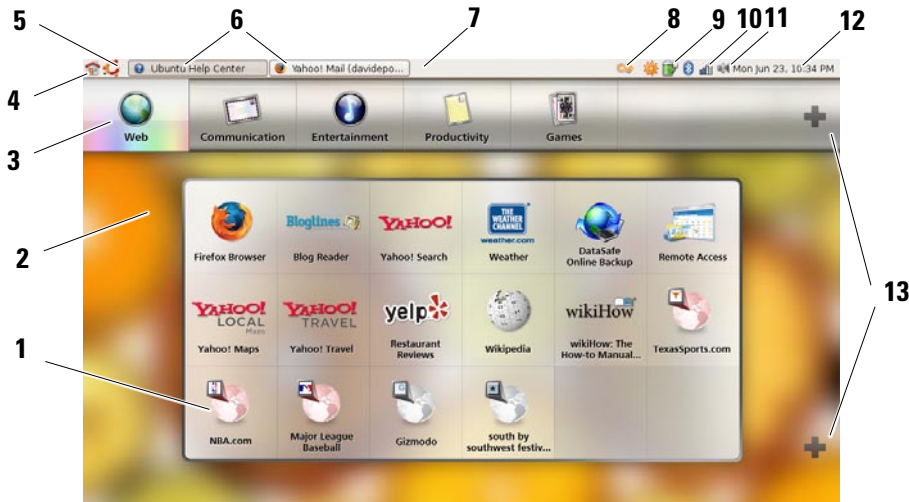 5 6 7 8 9 10 11 12
Ubuntu Help Center Yahoo! Mail (davidepo... Mon Jun 23, 10:34 PM
4
3
Web Communication Entertainment Productivity Games
2
Bloglines YAHOO! THE WEATHER CHANNEL weather.com
Firefox Browser Blog Reader Yahoo! Search Weather DataSafe Online Backup Remote Access
13
YAHOO! LOCAL Maps YAHOO! TRAVEL yelp wikiHow
Yahoo! Maps Yahoo! Travel Restaurant Reviews Wikipedia wikiHow: The How-to Manual... TexasSports.com
1
NBA.com Major League Baseball Gizmodo south by southwest festiv...